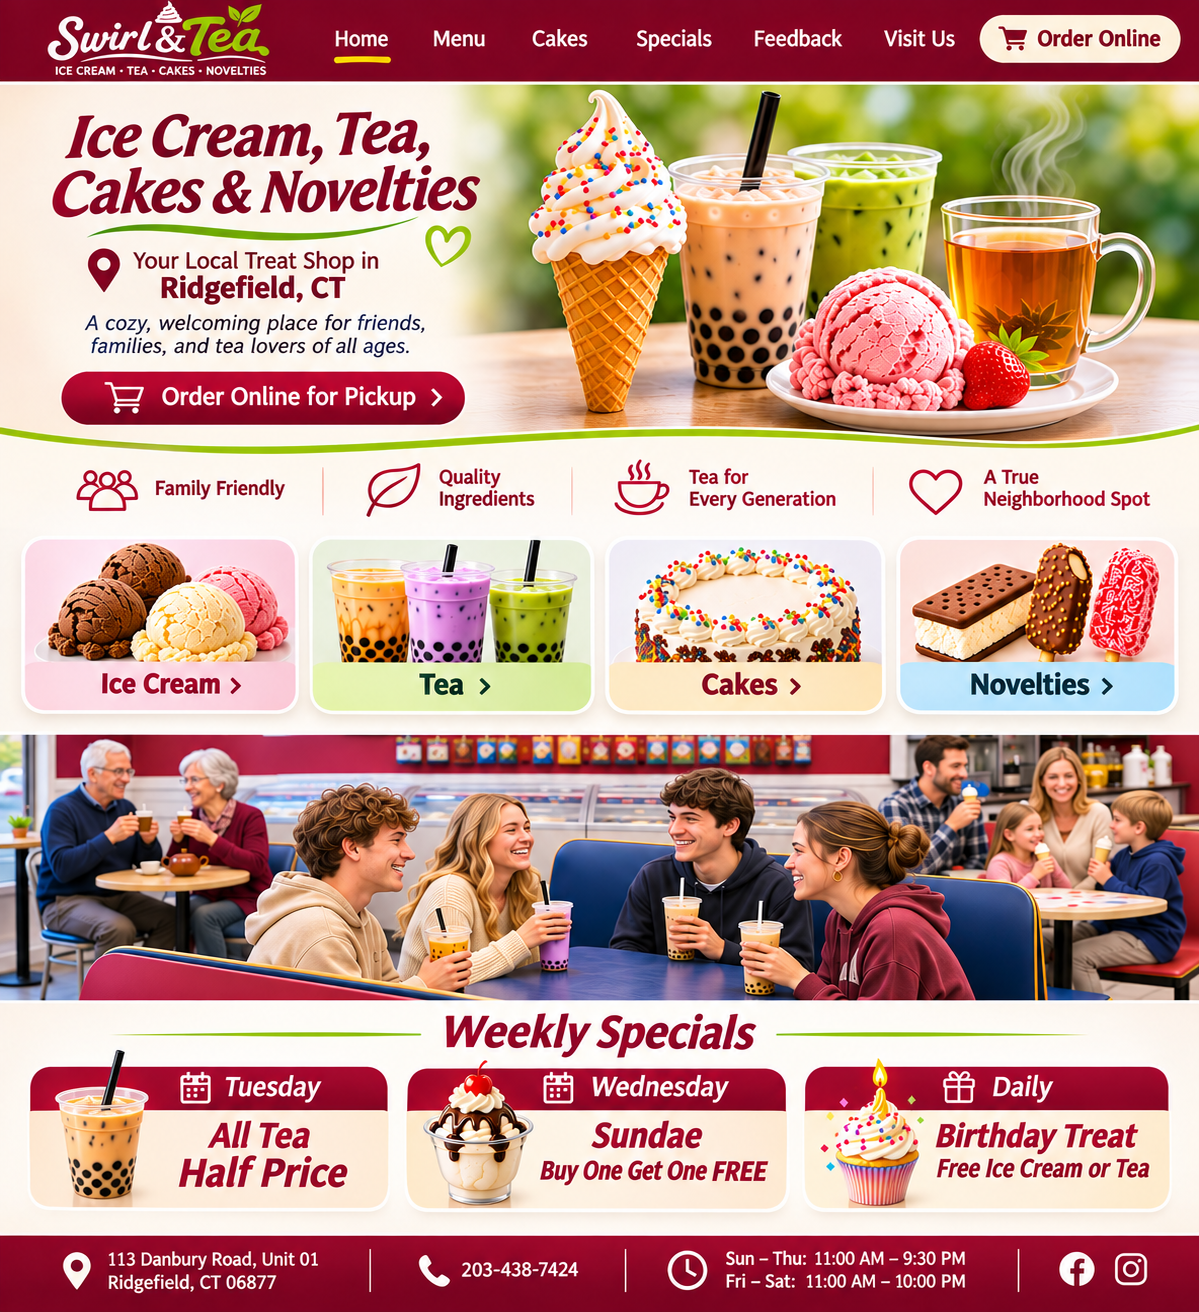 Swirl & Tea
ICE CREAM • TEA • CAKES • NOVELTIES
Home
Menu
Cakes
Specials
Feedback
Visit Us
Order Online
Ice Cream, Tea,
Cakes & Novelties
Your Local Treat Shop in
Ridgefield, CT
A cozy, welcoming place for friends,
families, and tea lovers of all ages.
Order Online for Pickup >
Family Friendly
Quality
Ingredients
Tea for
Every Generation
A True
Neighborhood Spot
Ice Cream >
Tea >
Cakes >
Novelties >
Weekly Specials
Tuesday
All Tea
Half Price
Wednesday
Sundae
Buy One Get One FREE
Daily
Birthday Treat
Free Ice Cream or Tea
113 Danbury Road, Unit 01
Ridgefield, CT 06877
203-438-7424
Sun – Thu: 11:00 AM – 9:30 PM
Fri – Sat: 11:00 AM – 10:00 PM